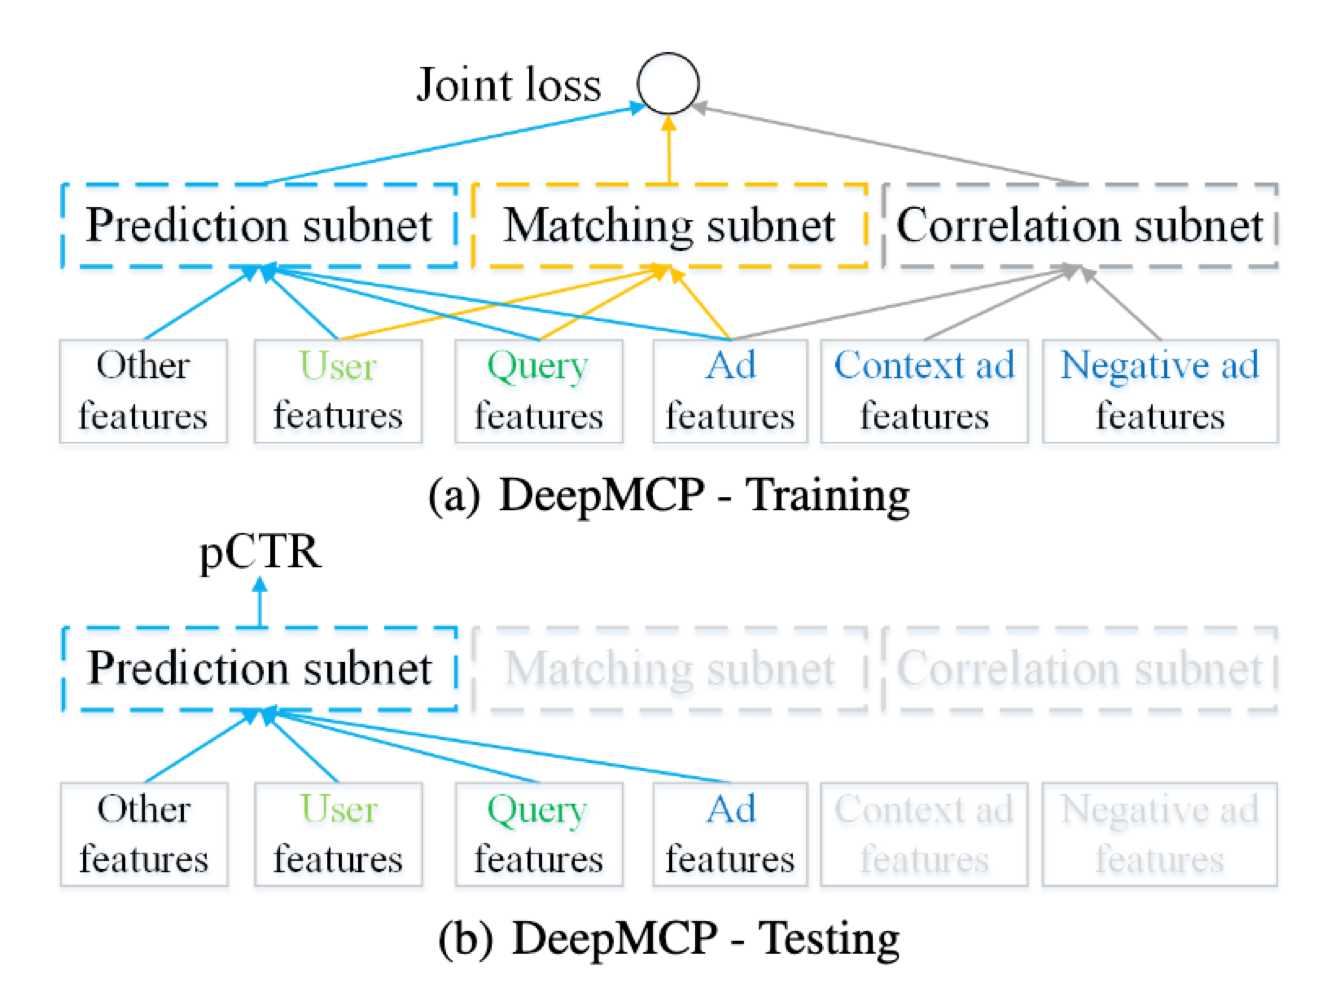 Joint loss
Prediction subnet
Matching subnet
Correlation subnet
Other
features
User
features
Query
features
Ad
features
Context ad
features
Negative ad
features
(a) DeepMCP - Training
pCTR
Prediction subnet
Matching subnet
Correlation subnet
Other
features
User
features
Query
features
Ad
features
Context ad
features
Negative ad
features
(b) DeepMCP - Testing